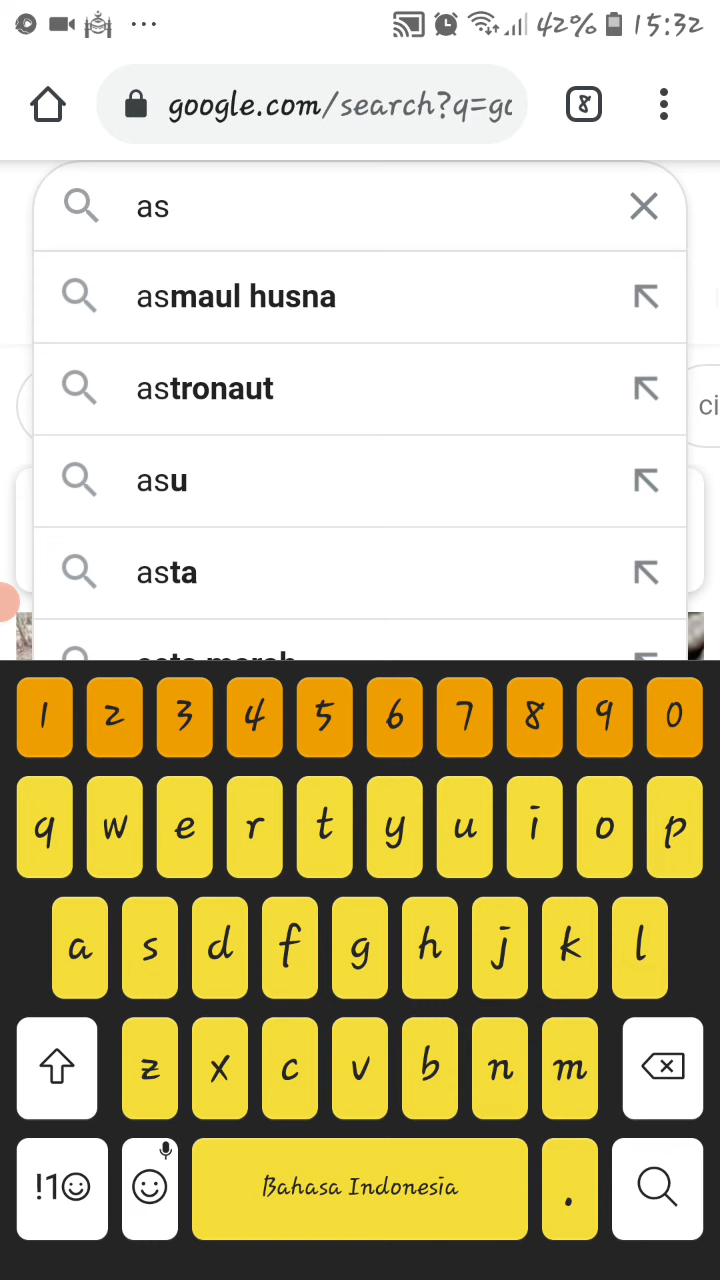 42% 15:32
google.com/search?q=go
8
as
asmaul husna
astronaut
ci
asu
asta
1 2 3 4 5 6 7 8 9 0
q w e r t y u i o p
a s d f g h j k l
z x c v b n m
!1
Bahasa Indonesia
.